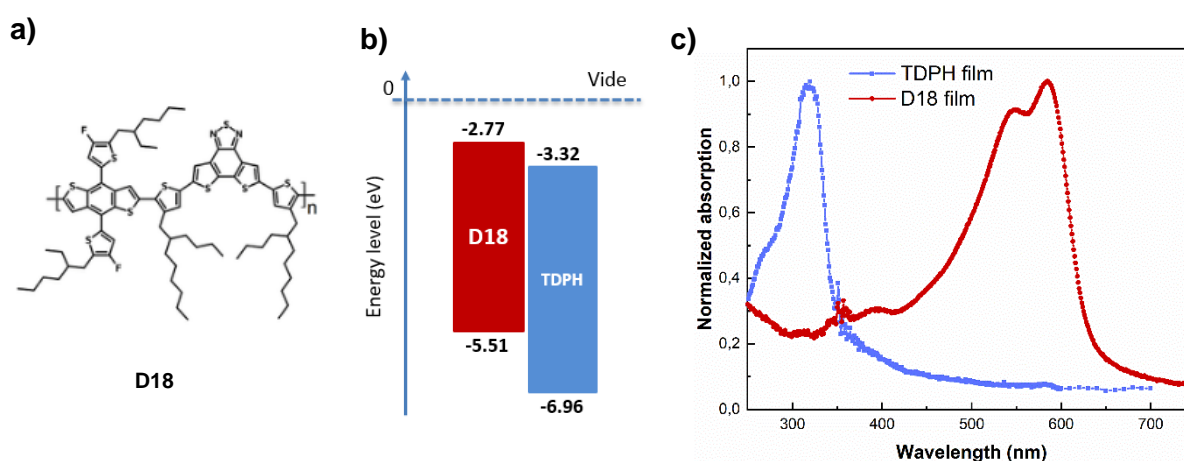 a)
F
S
S
S
S
S
F
S
N
S
N
S
S
S
n
D18
b)
0
Vide
Energy level (eV)
-2.77
-3.32
D18
TDPH
-5.51
-6.96
c)
TDPH film
D18 film
Normalized absorption
1,0
0,8
0,6
0,4
0,2
0,0
300
400
500
600
700
Wavelength (nm)